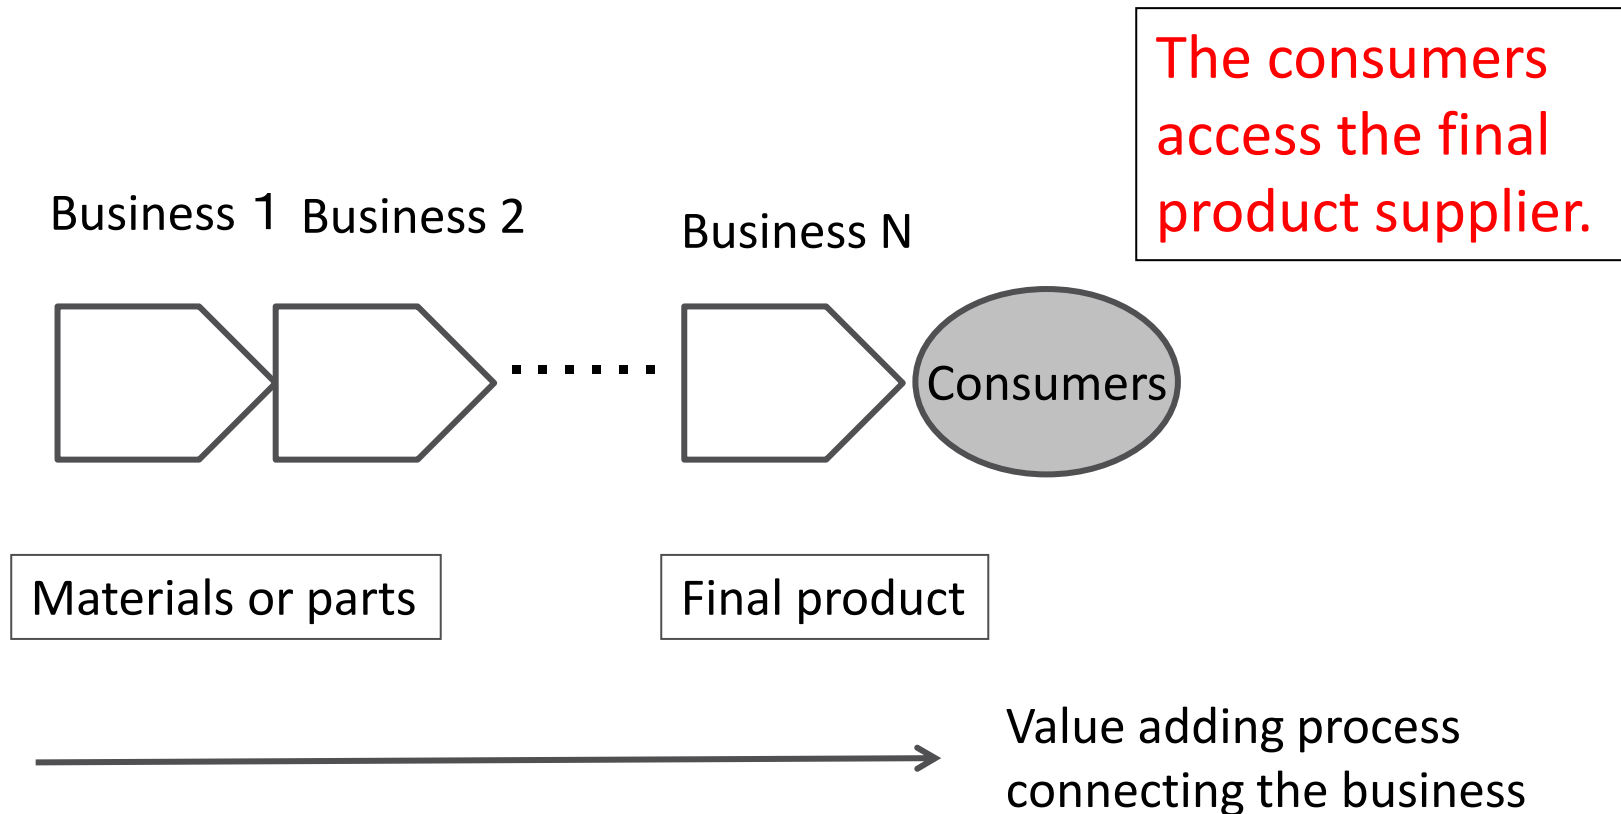 The consumers
access the final
product supplier.
Business 1
Business 2
Business N
Consumers
Materials or parts
Final product
Value adding process
connecting the business